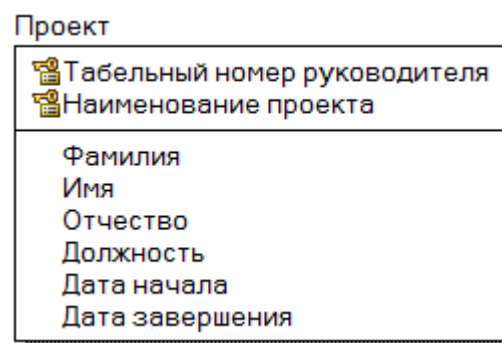 Проект
Табельный номер руководителя
Наименование проекта
Фамилия
Имя
Отчество
Должность
Дата начала
Дата завершения